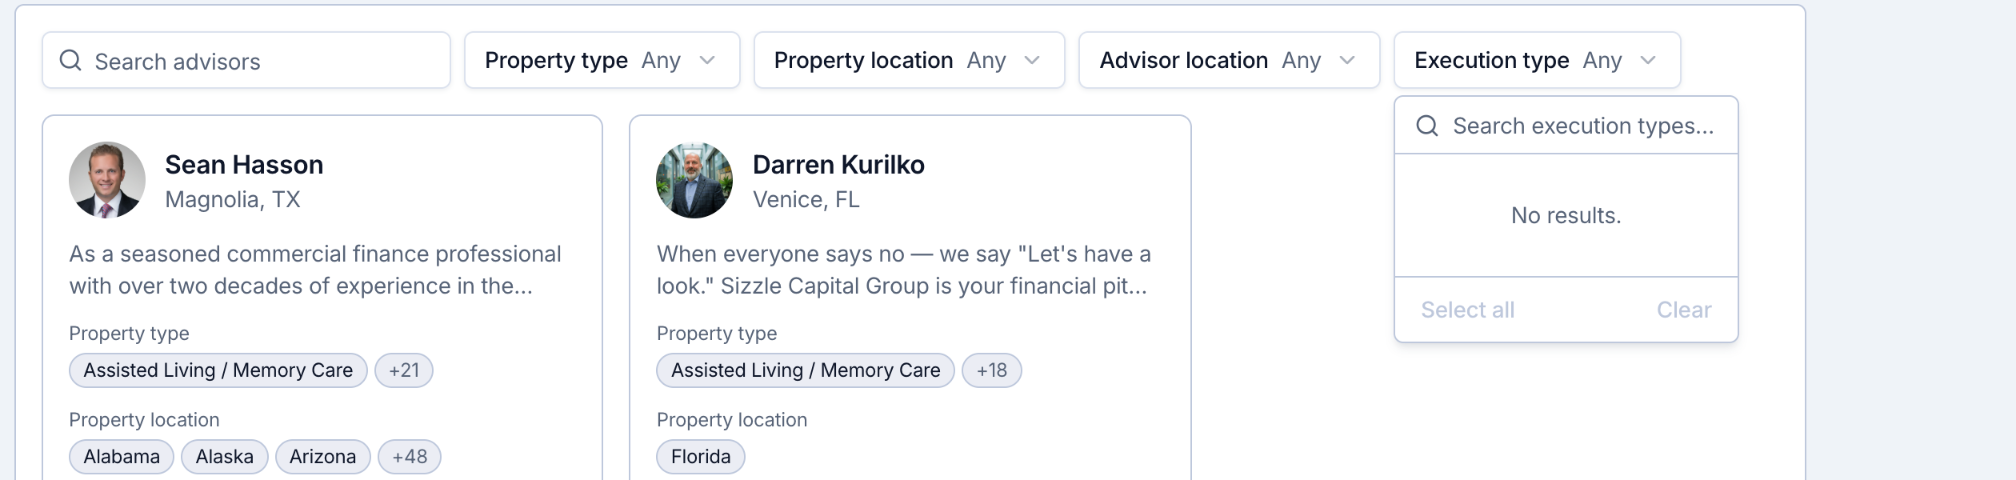 Search advisors
Property type Any
Property location Any
Advisor location Any
Execution type Any
Search execution types...
No results.
Select all
Clear
Sean Hasson
Magnolia, TX
As a seasoned commercial finance professional
with over two decades of experience in the...
Property type
Assisted Living / Memory Care +21
Property location
Alabama Alaska Arizona +48
Darren Kurilko
Venice, FL
When everyone says no — we say "Let's have a
look." Sizzle Capital Group is your financial pit...
Property type
Assisted Living / Memory Care +18
Property location
Florida